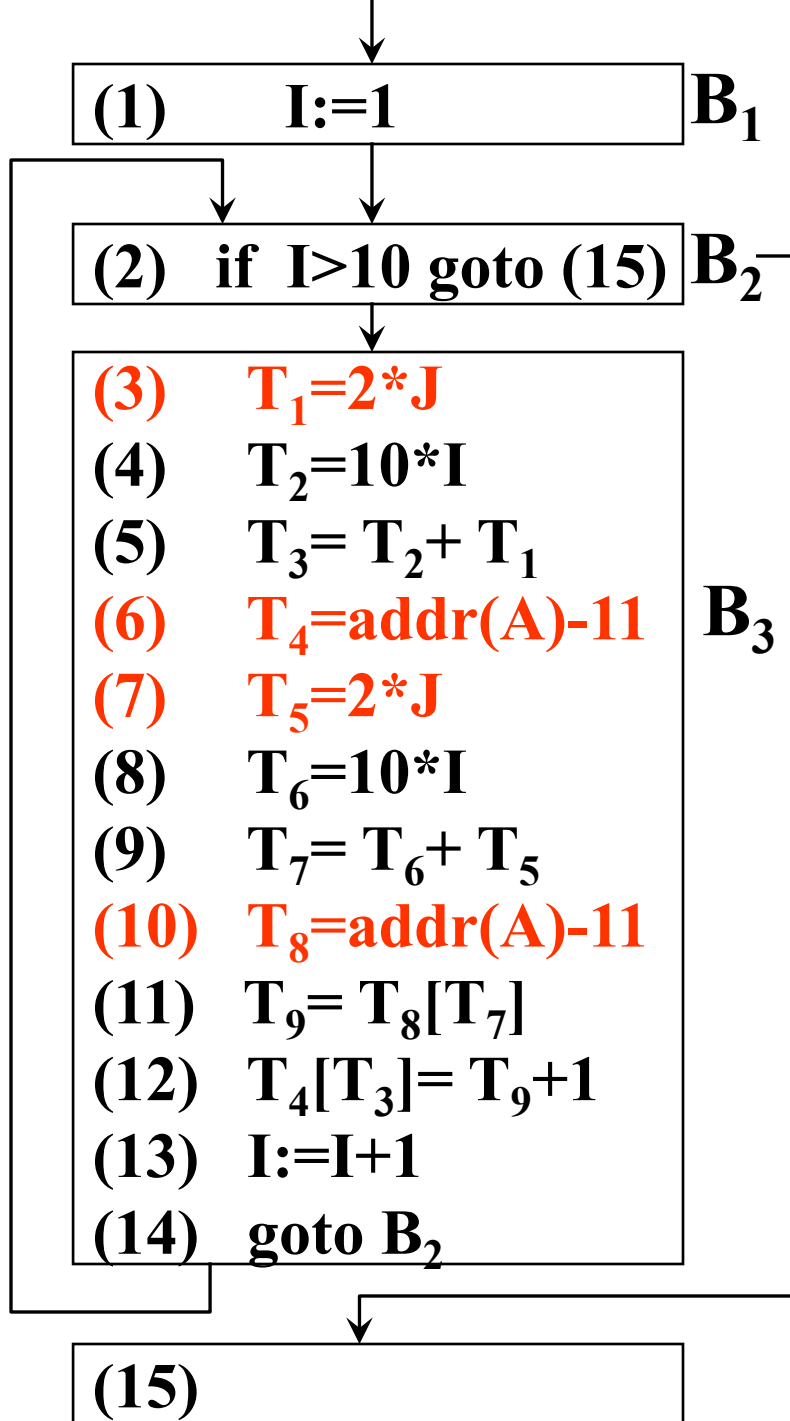 (1) I:=1 B₁
(2) if I>10 goto (15) B₂
(3) T₁=2*J
(4) T₂=10*I
(5) T₃= T₂+ T₁
(6) T₄=addr(A)-11 B₃
(7) T₅=2*J
(8) T₆=10*I
(9) T₇= T₆+ T₅
(10) T₈=addr(A)-11
(11) T₉= T₈[T₇]
(12) T₄[T₃]= T₉+1
(13) I:=I+1
(14) goto B₂
(15)